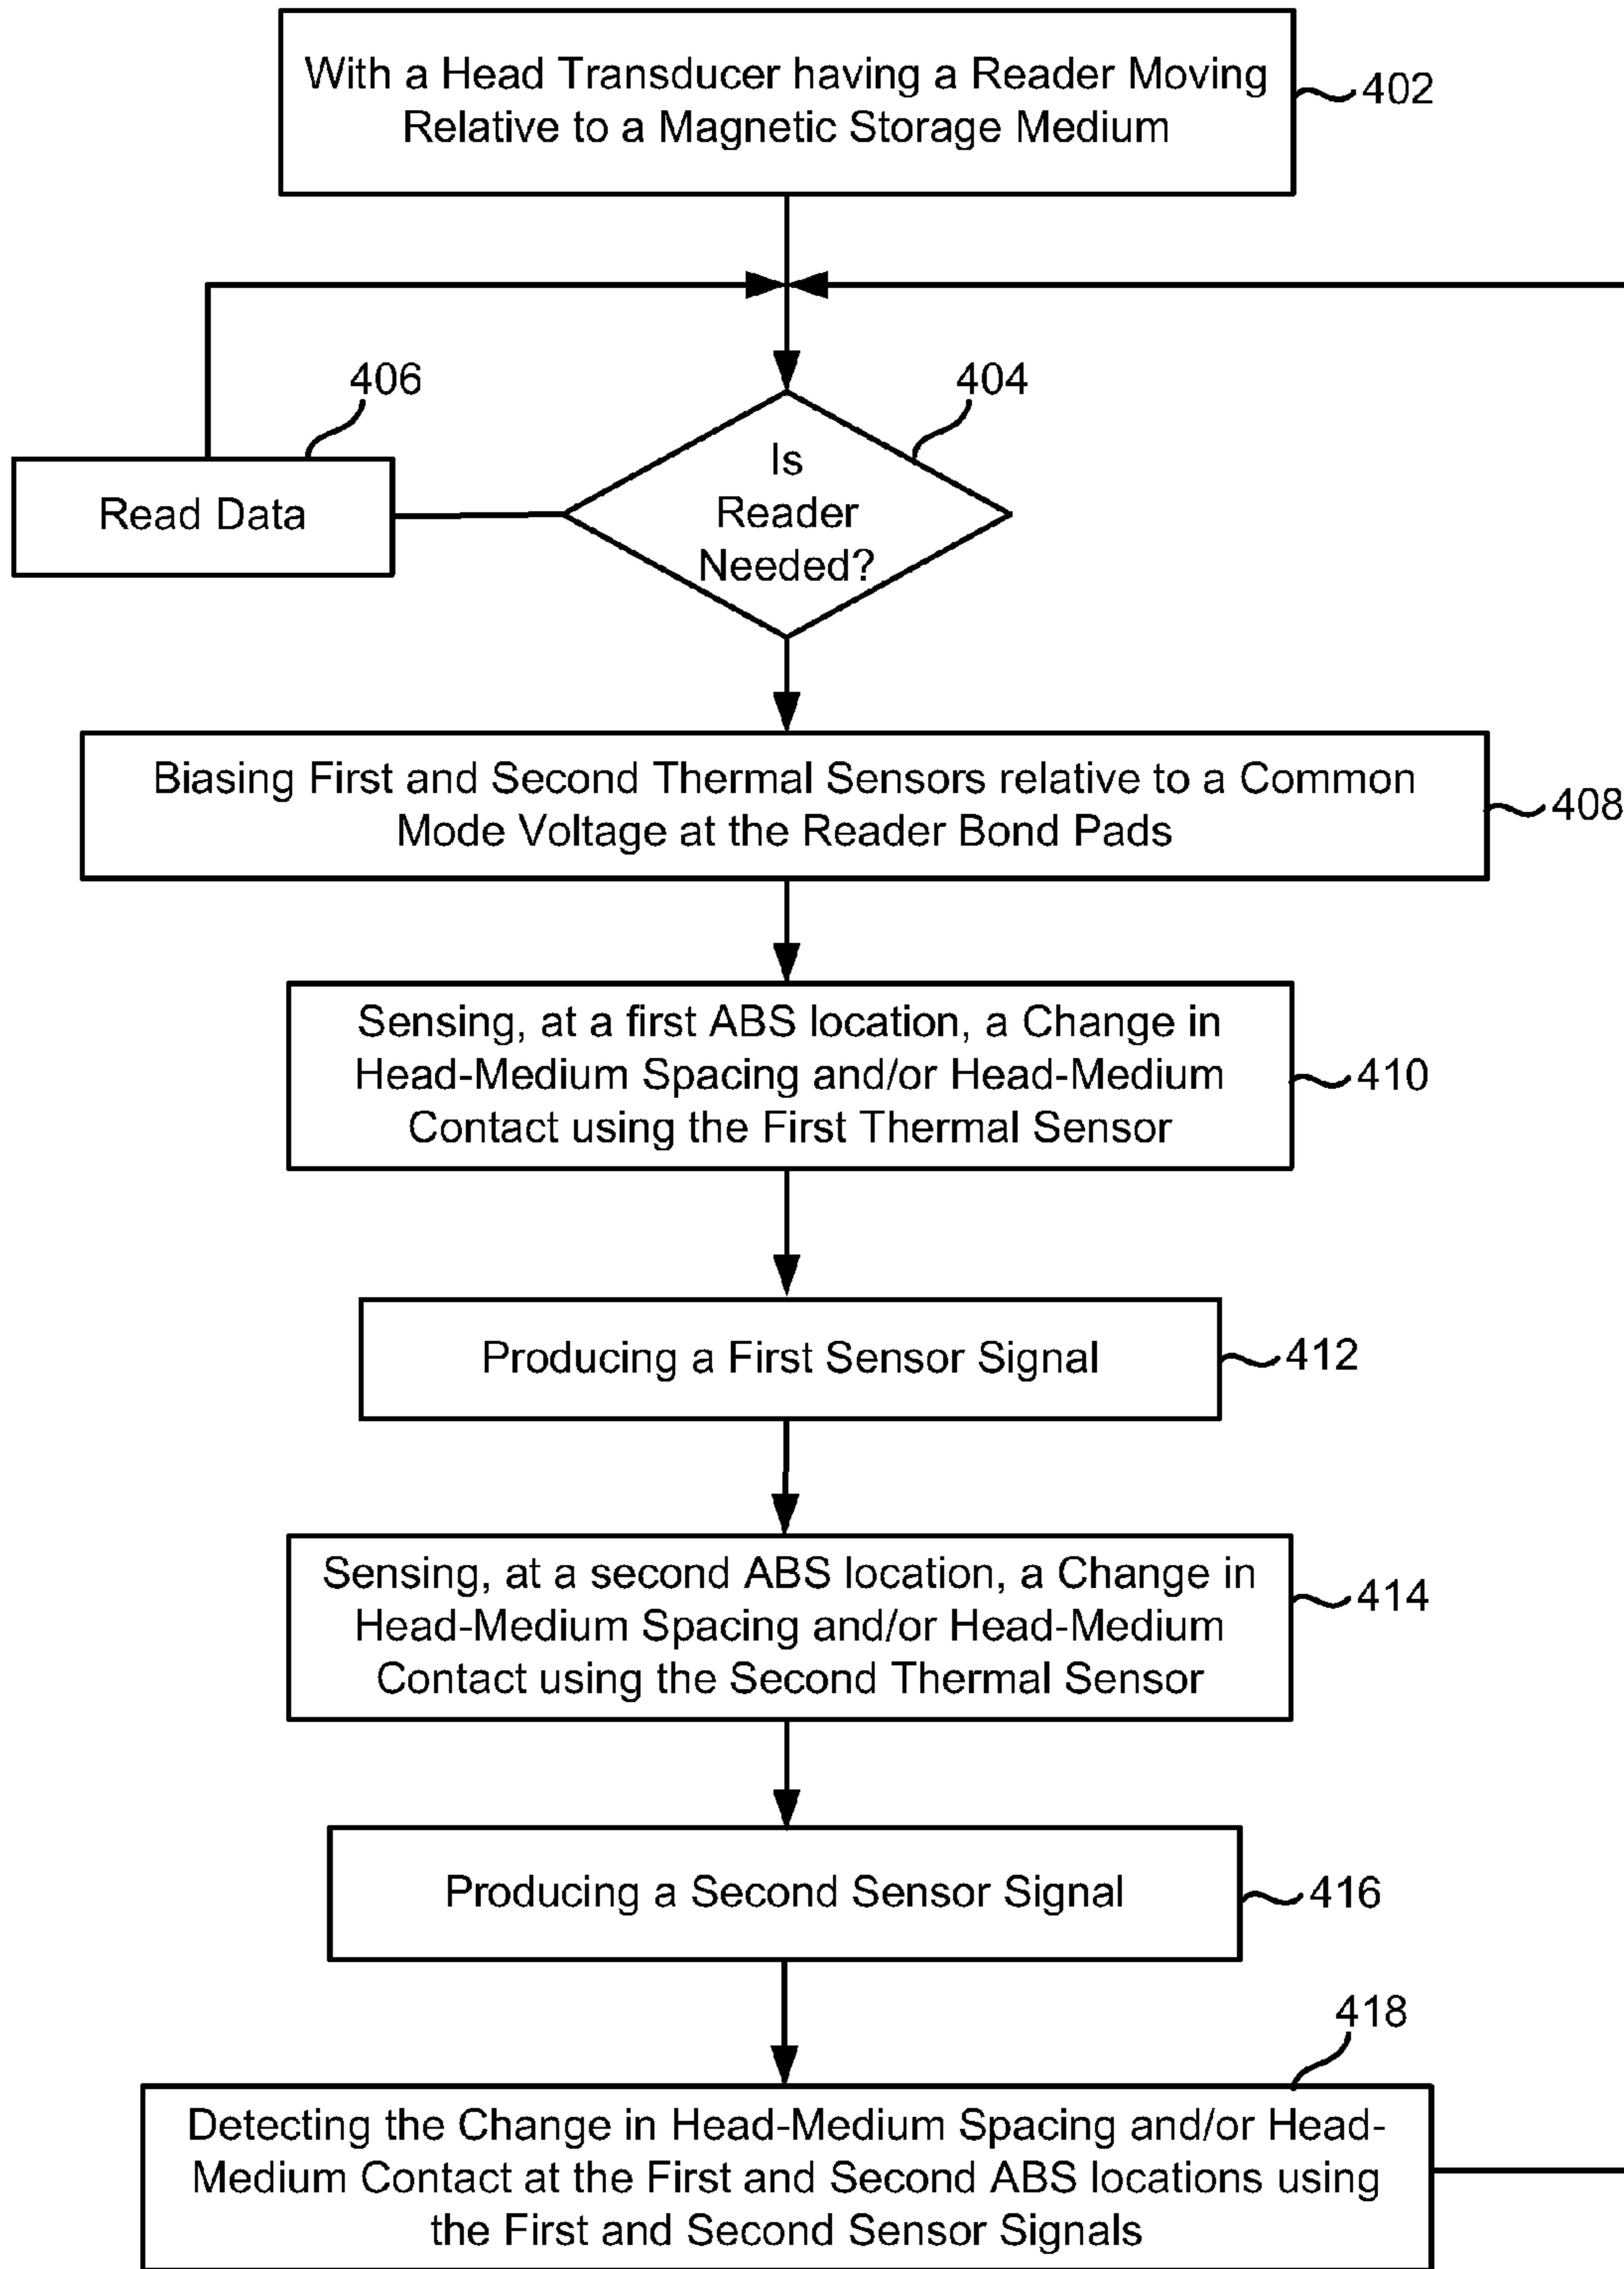 With a Head Transducer having a Reader Moving
Relative to a Magnetic Storage Medium
402
406
404
Is
Reader
Needed?
Read Data
Biasing First and Second Thermal Sensors relative to a Common
Mode Voltage at the Reader Bond Pads
408
Sensing, at a first ABS location, a Change in
Head-Medium Spacing and/or Head-Medium
Contact using the First Thermal Sensor
410
Producing a First Sensor Signal
412
Sensing, at a second ABS location, a Change in
Head-Medium Spacing and/or Head-Medium
Contact using the Second Thermal Sensor
414
Producing a Second Sensor Signal
416
418
Detecting the Change in Head-Medium Spacing and/or Head-
Medium Contact at the First and Second ABS locations using
the First and Second Sensor Signals